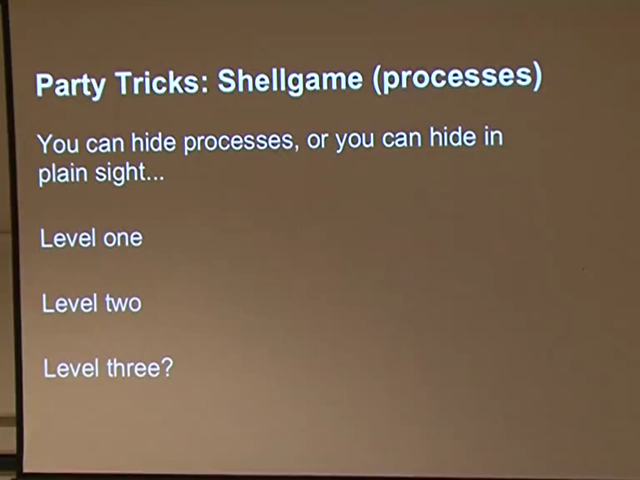 Party Tricks: Shellgame (processes)
You can hide processes, or you can hide in
plain sight...
Level one
Level two
Level three?